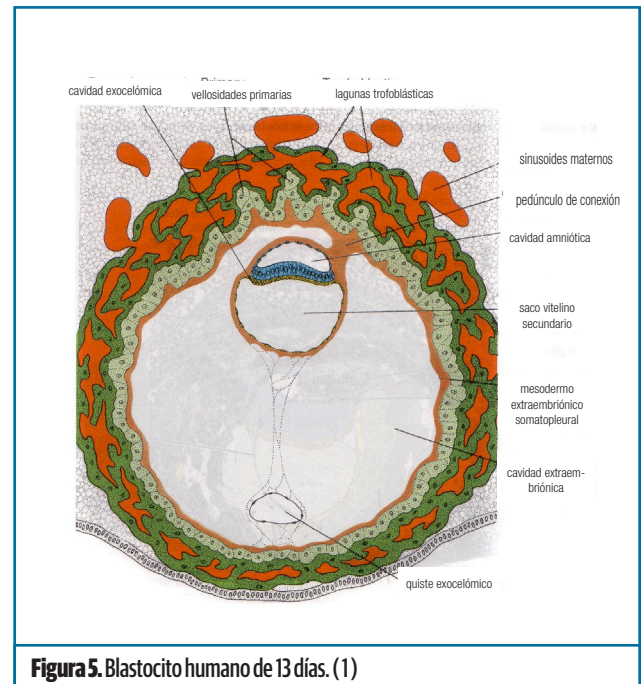 cavidad exocelómica
vellosidades primarias
lagunas trofoblásticas
sinusoides maternos
pedúnculo de conexión
cavidad amniótica
saco vitelino
secundario
mesodermo
extraembriónico
somatopleural
cavidad extraem-
briónica
quiste exocelómico
Figura 5. Blastocito humano de 13 días. (1)